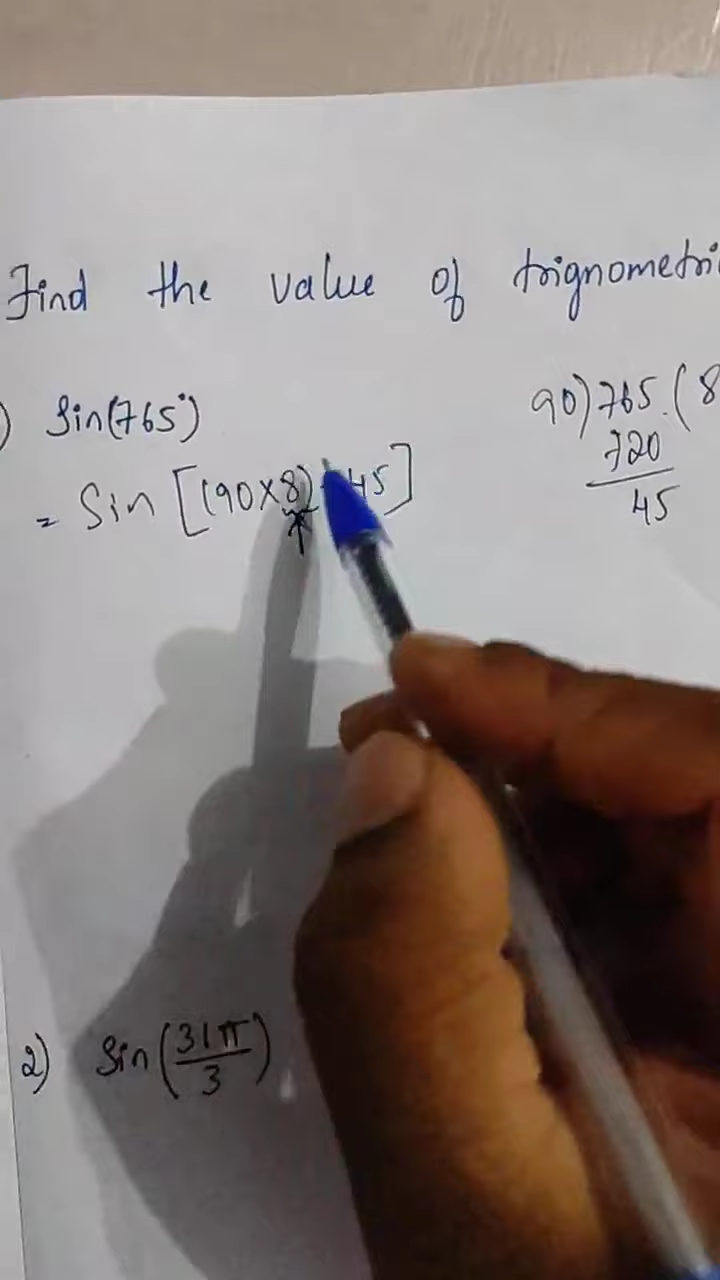 Find the value of trignometri
) Sin(765°)
= Sin [(90×8) 45]
90)765.(8
720
45
2) Sin(31π/3)